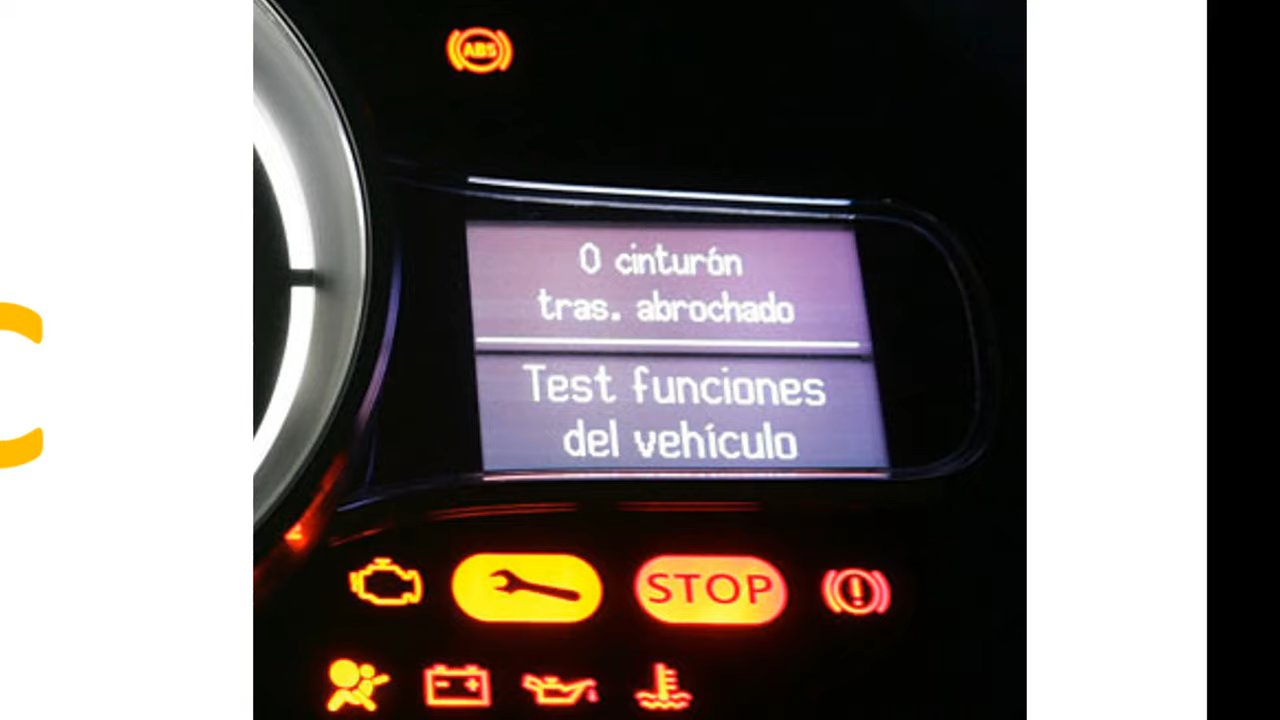 ABS
0 cinturón
tras. abrochado
Test funciones
del vehículo
STOP